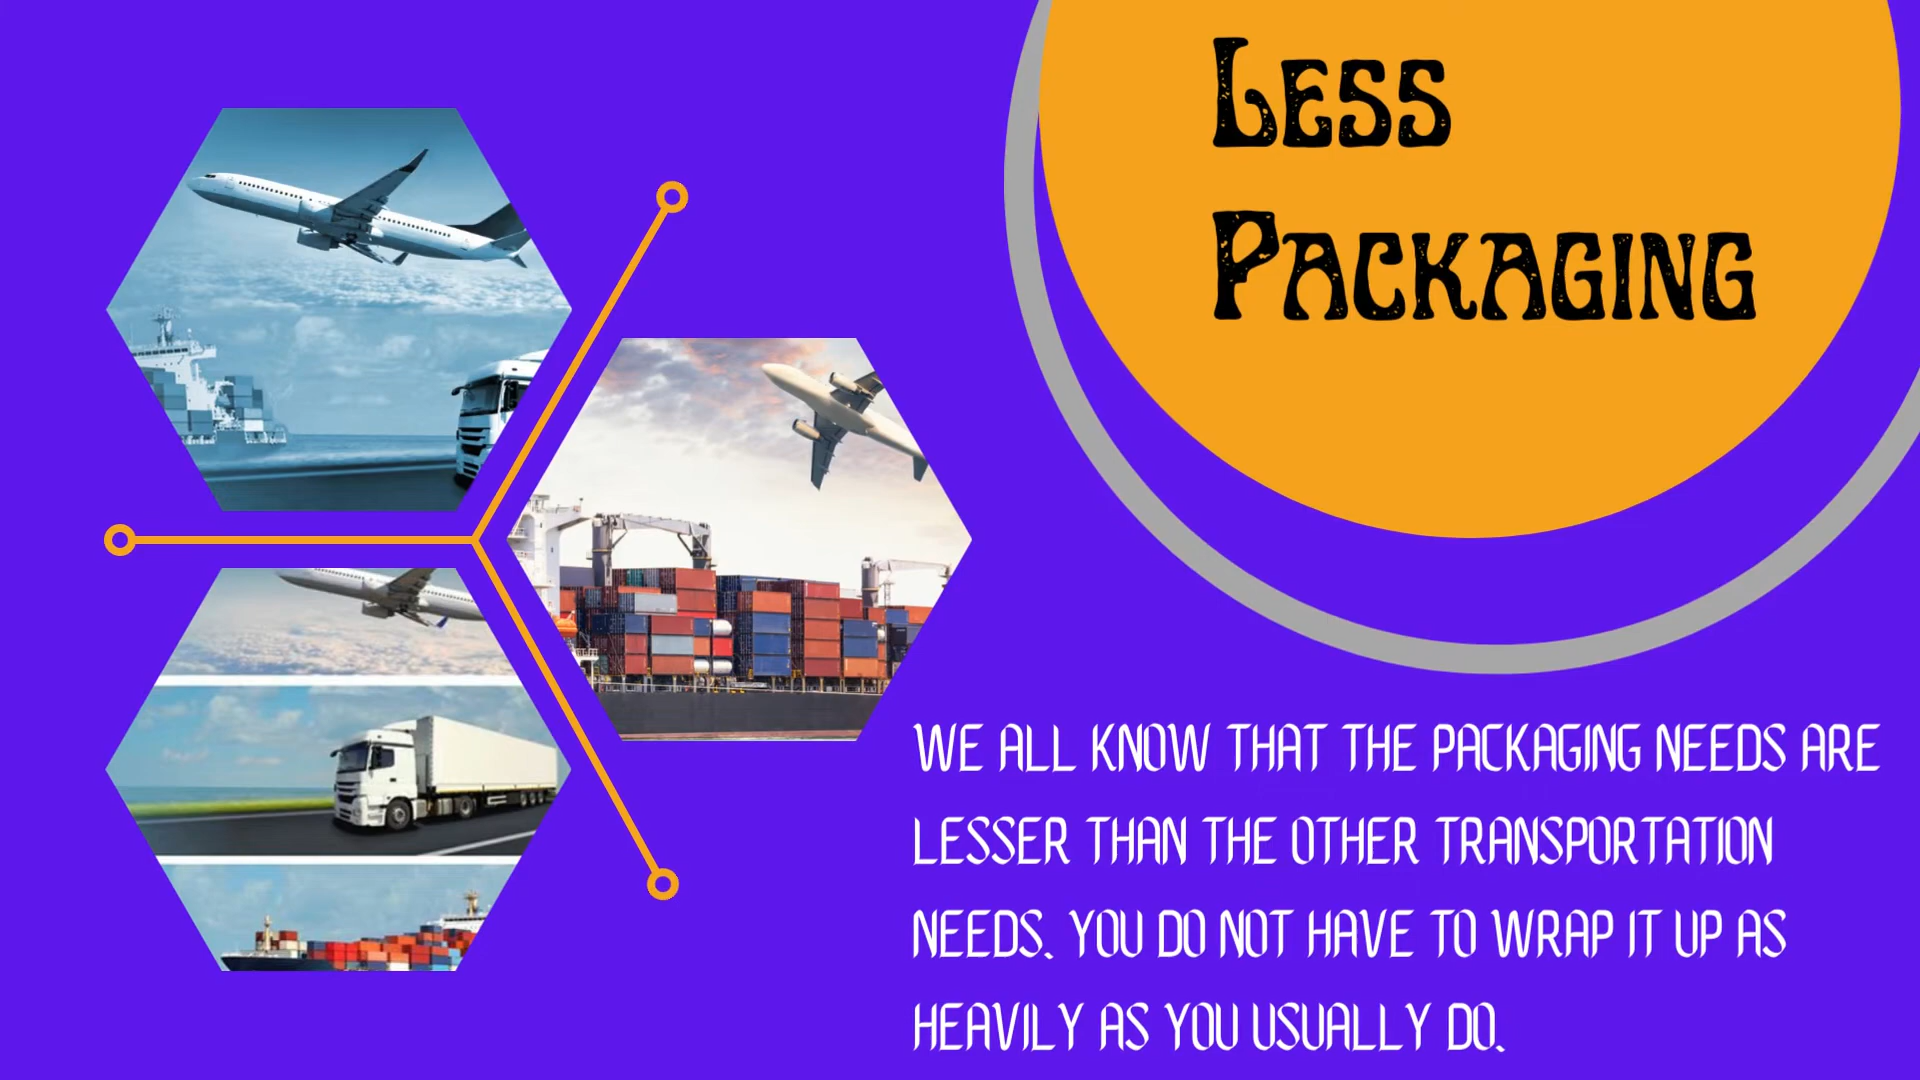 Less
Packaging
WE ALL KNOW THAT THE PACKAGING NEEDS ARE
LESSER THAN THE OTHER TRANSPORTATION
NEEDS. YOU DO NOT HAVE TO WRAP IT UP AS
HEAVILY AS YOU USUALLY DO.